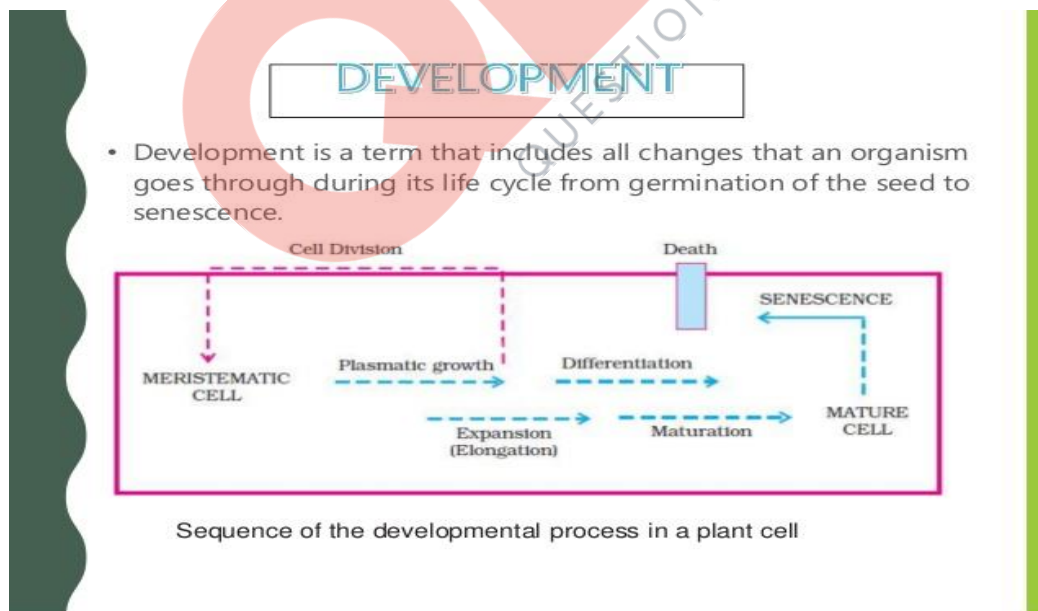 DEVELOPMENT
QUESTION
• Development is a term that includes all changes that an organism
goes through during its life cycle from germination of the seed to
senescence.
Cell Division
Death
SENESCENCE
Plasmatic growth
Differentiation
MERISTEMATIC
CELL
Expansion
(Elongation)
Maturation
MATURE
CELL
Sequence of the developmental process in a plant cell